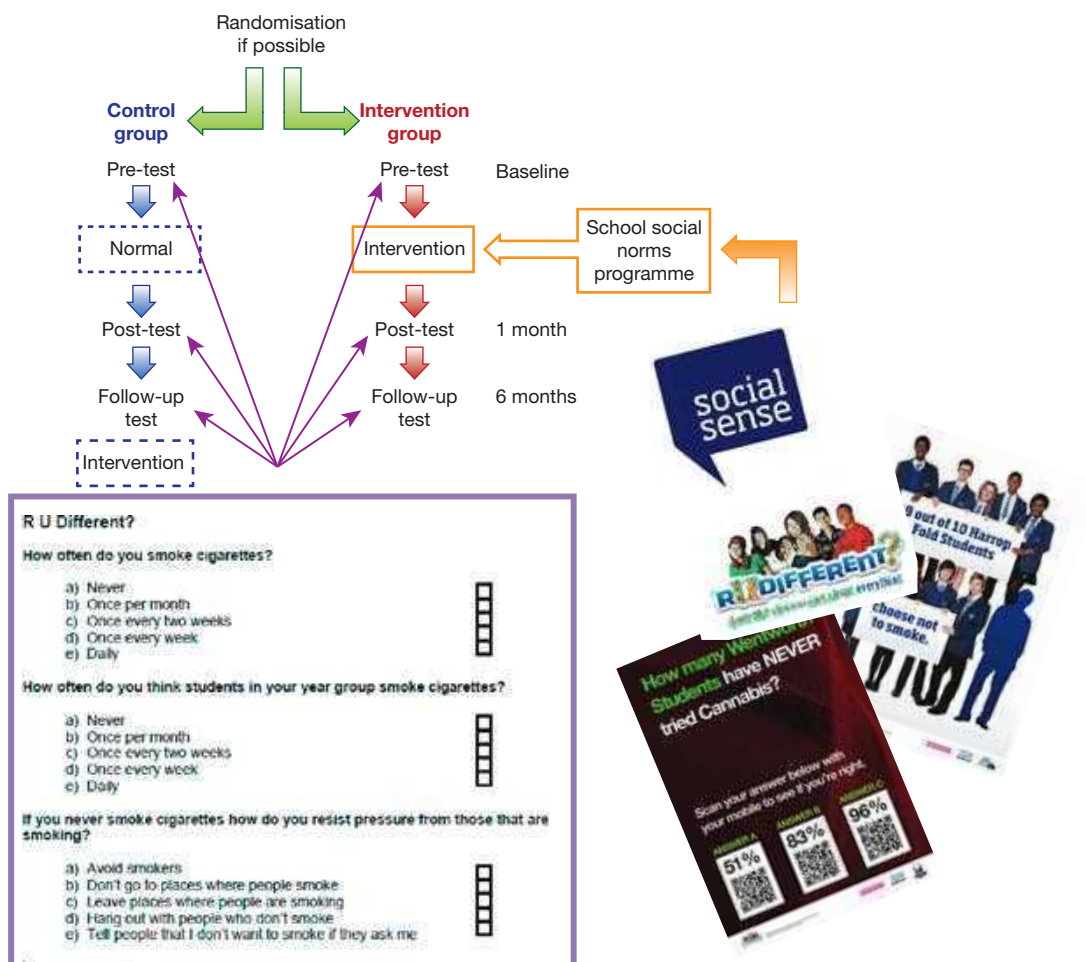 Randomisation
if possible
Control
group
Intervention
group
Pre-test
Pre-test
Baseline
Normal
Intervention
School social
norms
programme
Post-test
Post-test
1 month
Follow-up
test
Follow-up
test
6 months
Intervention
social
sense
R U Different?
How often do you smoke cigarettes?
a) Never
b) Once per month
c) Once every two weeks
d) Once every week
e) Daily
How often do you think students in your year group smoke cigarettes?
a) Never
b) Once per month
c) Once every two weeks
d) Once every week
e) Daily
If you never smoke cigarettes how do you resist pressure from those that are
smoking?
a) Avoid smokers
b) Don't go to places where people smoke
c) Leave places where people are smoking
d) Hang out with people who don't smoke
e) Tell people that I don't want to smoke if they ask me
RUDIFFERENT?
everything
9 out of 10 Harrop
Fold Students
choose not
to smoke.
How many
Students have NEVER
tried Cannabis?
Scan your answer below with
your mobile to see if you're right.
ANSWER A
ANSWER B
ANSWER C
51%
83%
96%